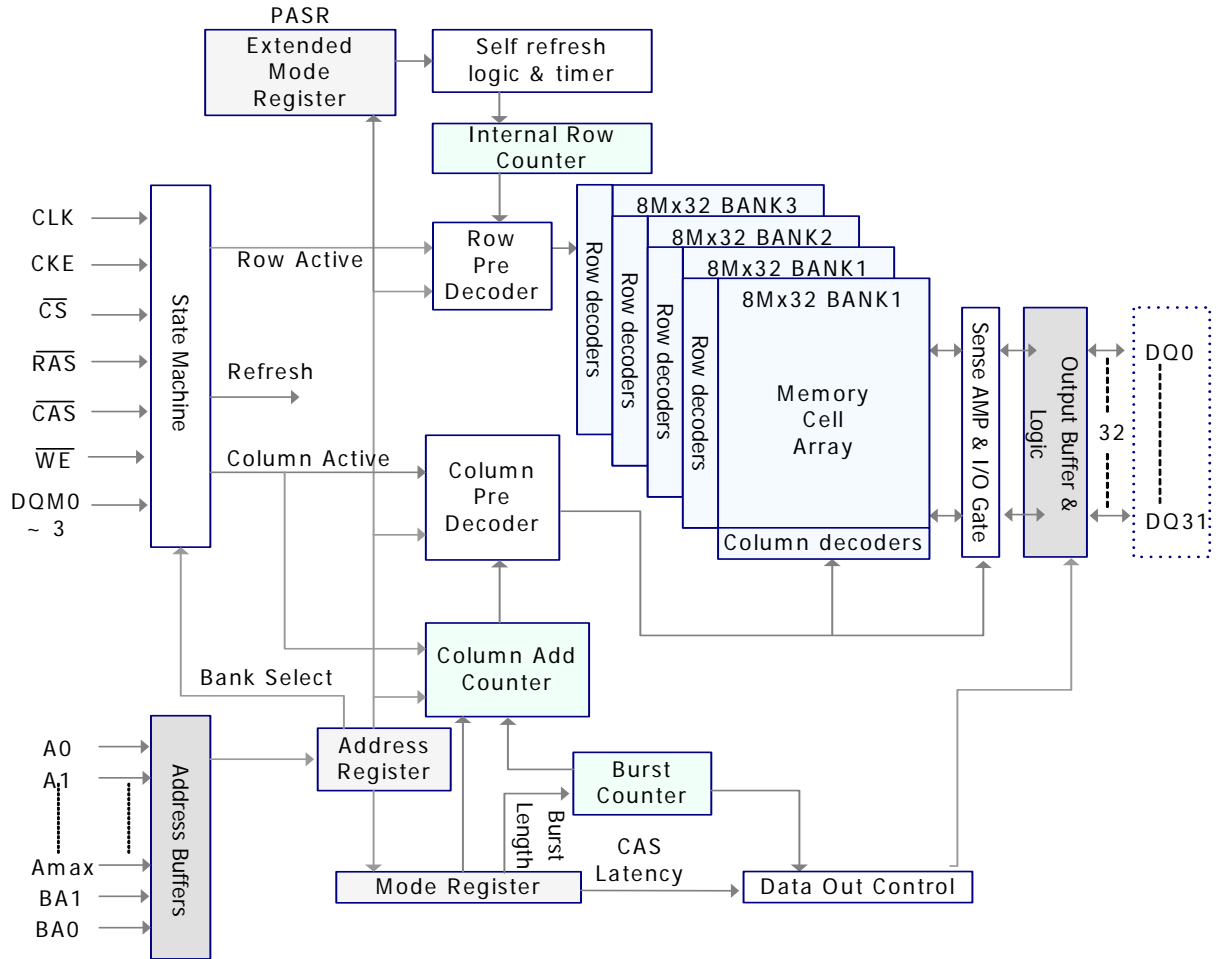 PASR
Extended
Mode
Register
Self refresh
logic & timer
Internal Row
Counter
CLK
CKE
CS
RAS
CAS
WE
DQM0
~ 3
State Machine
Row Active
Refresh
Column Active
Row
Pre
Decoder
Column
Pre
Decoder
Row decoders
Row decoders
Row decoders
Row decoders
8Mx32 BANK3
8Mx32 BANK2
8Mx32 BANK1
8Mx32 BANK1
Memory
Cell
Array
Column decoders
Sense AMP & I/O Gate
Output Buffer &
Logic
DQ0
32
DQ31
Bank Select
Column Add
Counter
A0
A1
Amax
BA1
BA0
Address Buffers
Address
Register
Burst
Length
Burst
Counter
CAS
Latency
Mode Register
Data Out Control